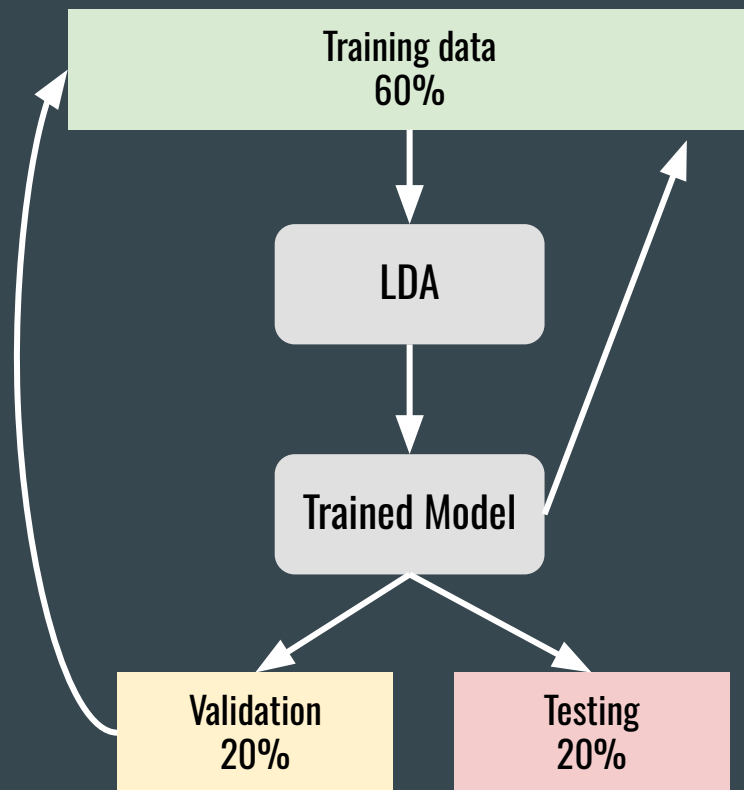 Training data
60%
LDA
Trained Model
Validation
20%
Testing
20%